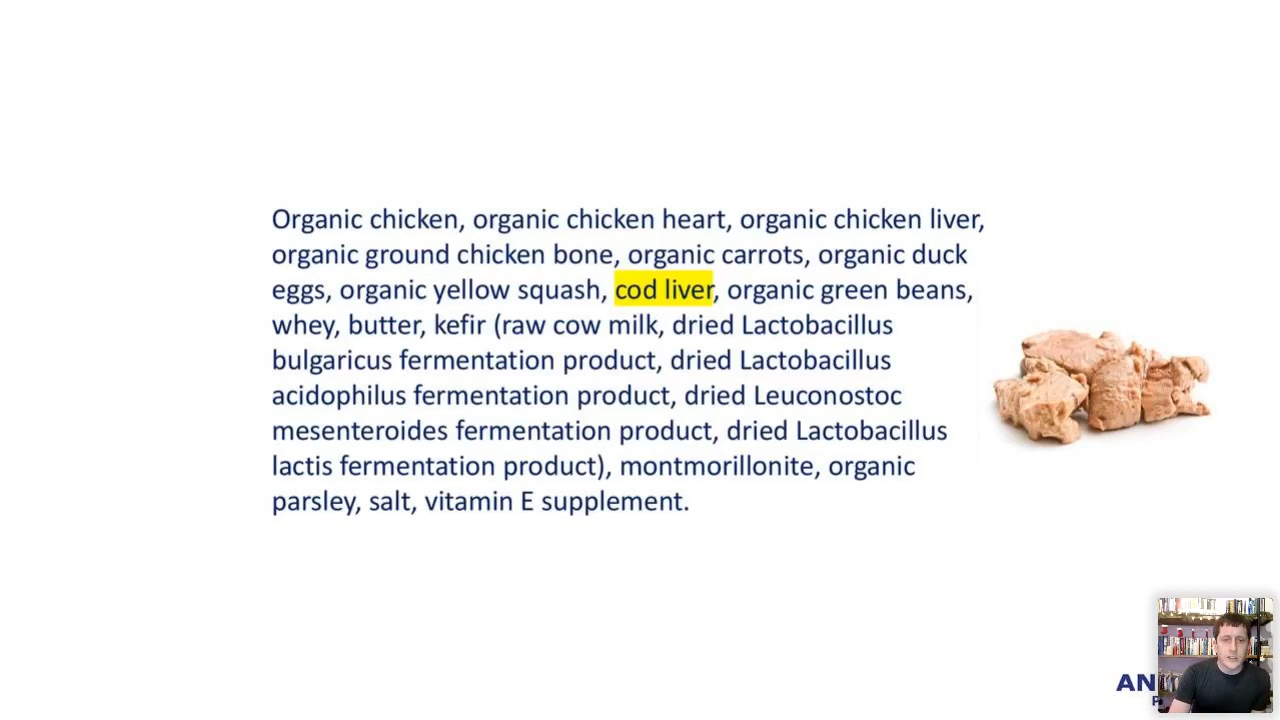 Organic chicken, organic chicken heart, organic chicken liver,
organic ground chicken bone, organic carrots, organic duck
eggs, organic yellow squash, cod liver, organic green beans,
whey, butter, kefir (raw cow milk, dried Lactobacillus
bulgaricus fermentation product, dried Lactobacillus
acidophilus fermentation product, dried Leuconostoc
mesenteroides fermentation product, dried Lactobacillus
lactis fermentation product), montmorillonite, organic
parsley, salt, vitamin E supplement.
AN